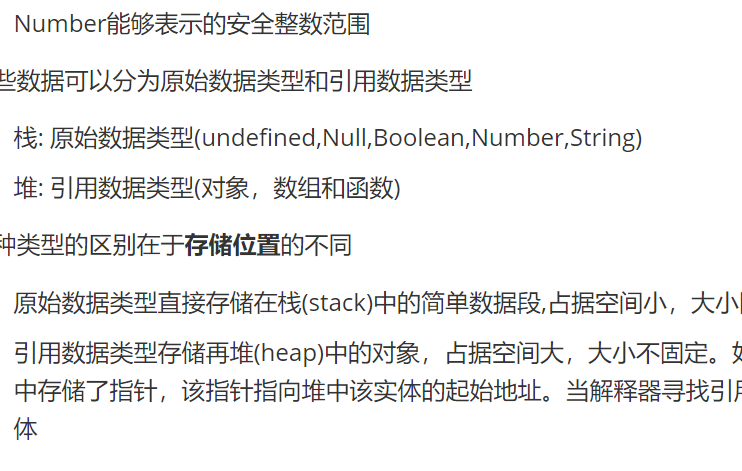 Number能够表示的安全整数范围
些数据可以分为原始数据类型和引用数据类型
栈: 原始数据类型(undefined,Null,Boolean,Number,String)
堆: 引用数据类型(对象，数组和函数)
种类型的区别在于存储位置的不同
原始数据类型直接存储在栈(stack)中的简单数据段,占据空间小，大小
引用数据类型存储再堆(heap)中的对象，占据空间大，大小不固定。如
中存储了指针，该指针指向堆中该实体的起始地址。当解释器寻找引用
体